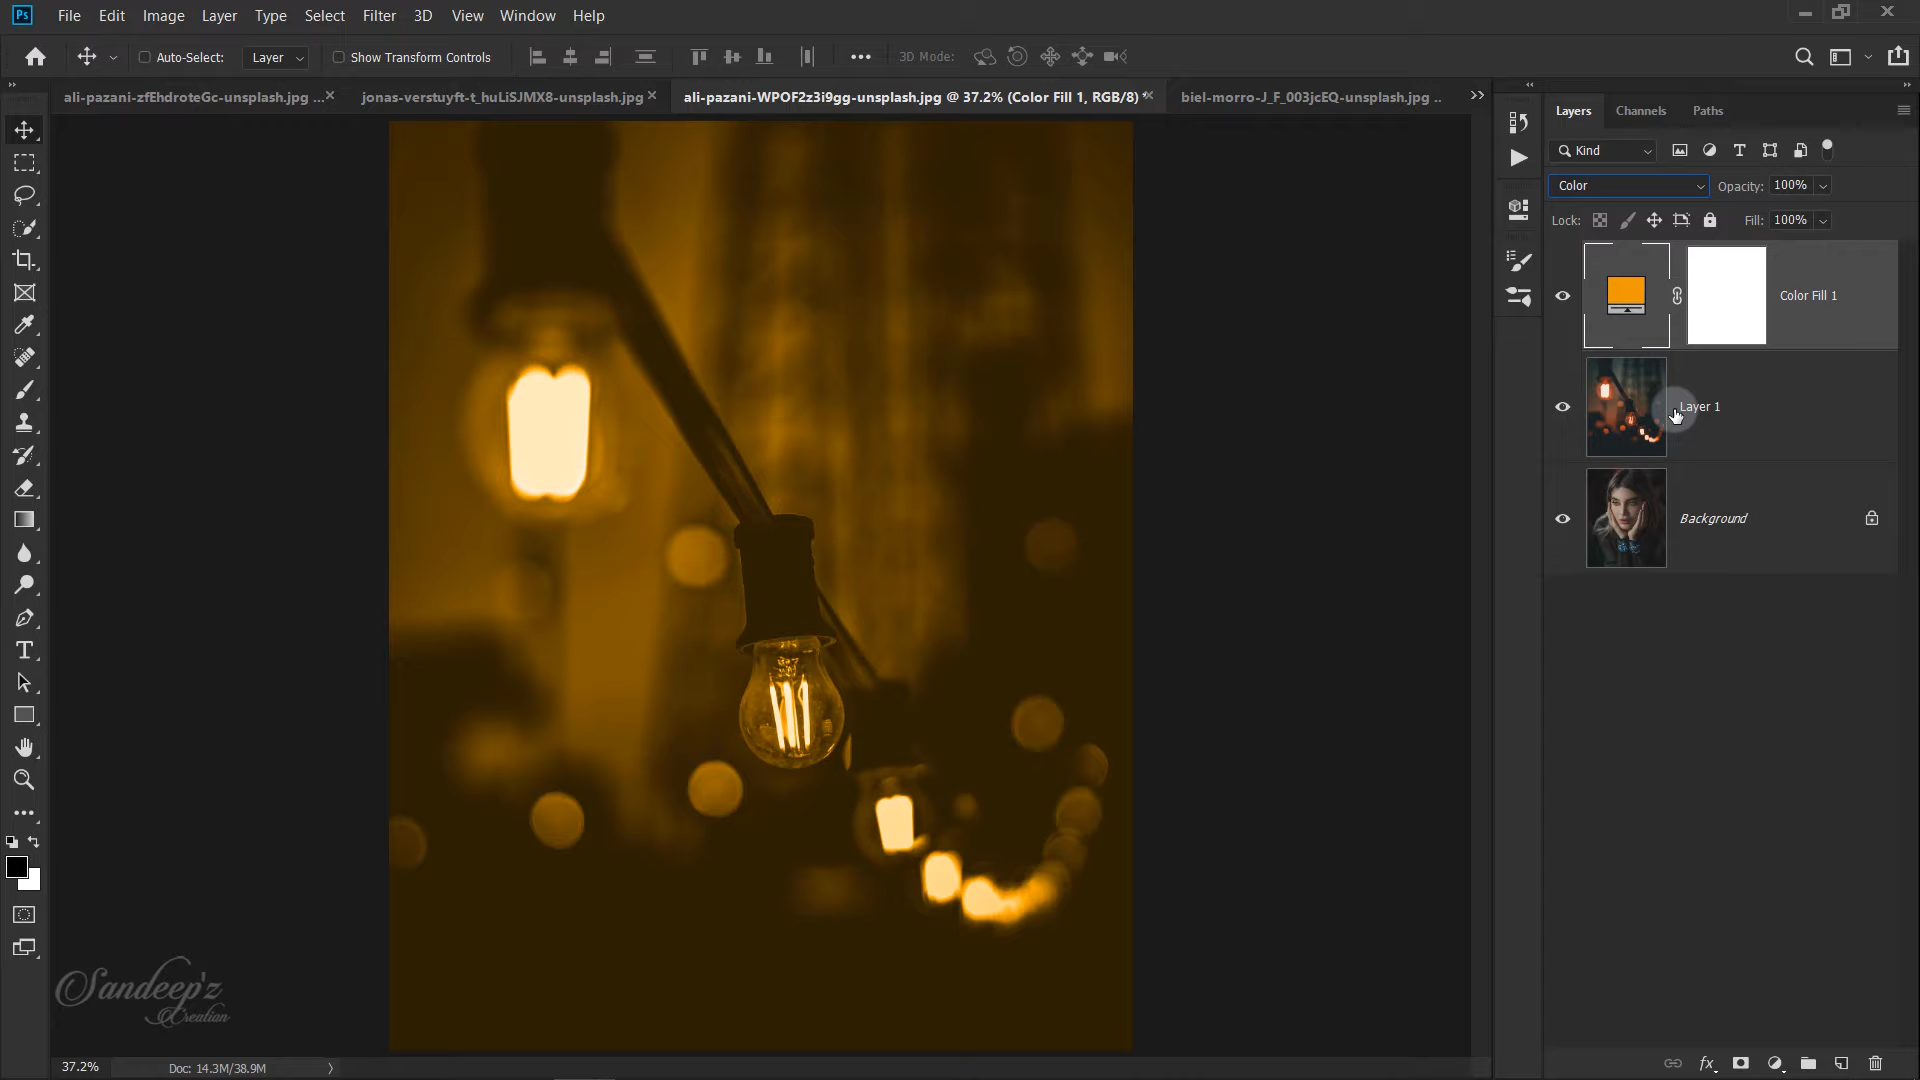 Ps File Edit Image Layer Type Select Filter 3D View Window Help
Auto-Select: Layer Show Transform Controls 3D Mode:
ali-pazani-zfEhdroteGc-unsplash.jpg ... jonas-verstuyft-t_huLiSJMX8-unsplash.jpg ali-pazani-WPOF2z3i9gg-unsplash.jpg @ 37.2% (Color Fill 1, RGB/8) * biel-morro-J_F_003jcEQ-unsplash.jpg ..
Layers Channels Paths
Kind
Color Opacity: 100%
Lock: Fill: 100%
Color Fill 1
Layer 1
Background
Sandeep'z
Creation
37.2% Doc: 14.3M/38.9M
fx